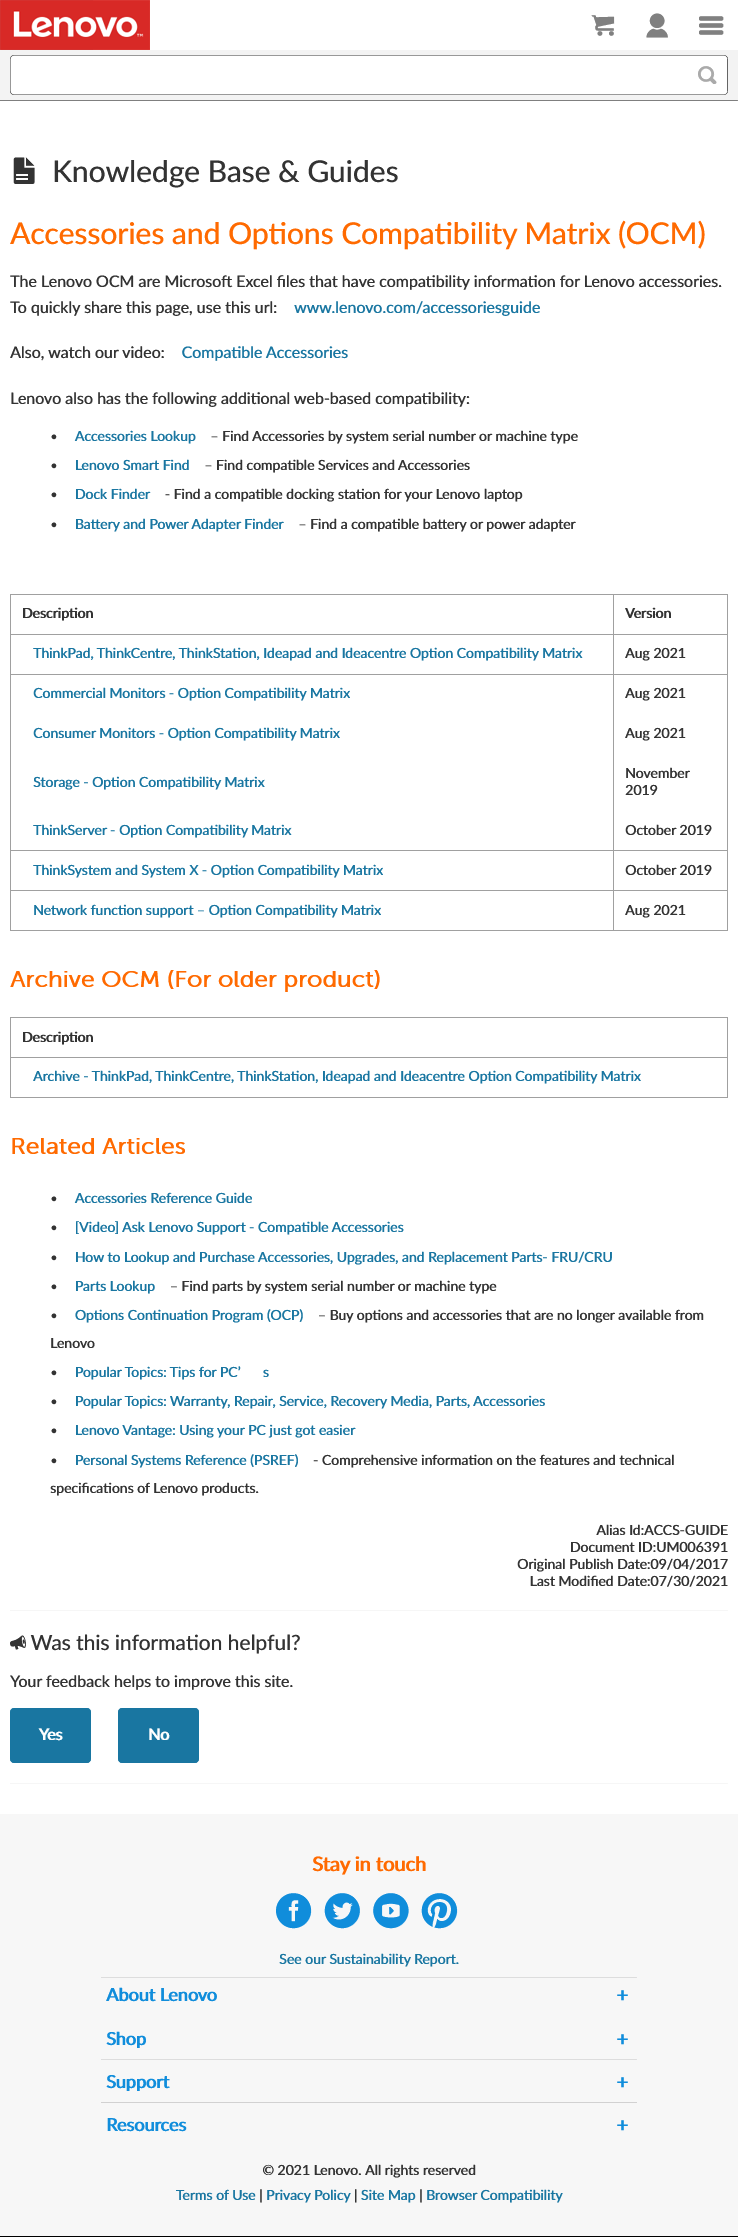 Lenovo™
Knowledge Base & Guides
Accessories and Options Compatibility Matrix (OCM)
The Lenovo OCM are Microsoft Excel files that have compatibility information for Lenovo accessories.
To quickly share this page, use this url: www.lenovo.com/accessoriesguide
Also, watch our video: Compatible Accessories
Lenovo also has the following additional web-based compatibility:
• Accessories Lookup – Find Accessories by system serial number or machine type
• Lenovo Smart Find – Find compatible Services and Accessories
• Dock Finder - Find a compatible docking station for your Lenovo laptop
• Battery and Power Adapter Finder – Find a compatible battery or power adapter
Description Version
ThinkPad, ThinkCentre, ThinkStation, Ideapad and Ideacentre Option Compatibility Matrix Aug 2021
Commercial Monitors - Option Compatibility Matrix Aug 2021
Consumer Monitors - Option Compatibility Matrix Aug 2021
Storage - Option Compatibility Matrix November
2019
ThinkServer - Option Compatibility Matrix October 2019
ThinkSystem and System X - Option Compatibility Matrix October 2019
Network function support – Option Compatibility Matrix Aug 2021
Archive OCM (For older product)
Description
Archive - ThinkPad, ThinkCentre, ThinkStation, Ideapad and Ideacentre Option Compatibility Matrix
Related Articles
• Accessories Reference Guide
• [Video] Ask Lenovo Support - Compatible Accessories
• How to Lookup and Purchase Accessories, Upgrades, and Replacement Parts- FRU/CRU
• Parts Lookup – Find parts by system serial number or machine type
• Options Continuation Program (OCP) – Buy options and accessories that are no longer available from
Lenovo
• Popular Topics: Tips for PC’ s
• Popular Topics: Warranty, Repair, Service, Recovery Media, Parts, Accessories
• Lenovo Vantage: Using your PC just got easier
• Personal Systems Reference (PSREF) - Comprehensive information on the features and technical
specifications of Lenovo products.
Alias Id:ACCS-GUIDE
Document ID:UM006391
Original Publish Date:09/04/2017
Last Modified Date:07/30/2021
Was this information helpful?
Your feedback helps to improve this site.
Yes No
Stay in touch
See our Sustainability Report.
About Lenovo +
Shop +
Support +
Resources +
© 2021 Lenovo. All rights reserved
Terms of Use | Privacy Policy | Site Map | Browser Compatibility